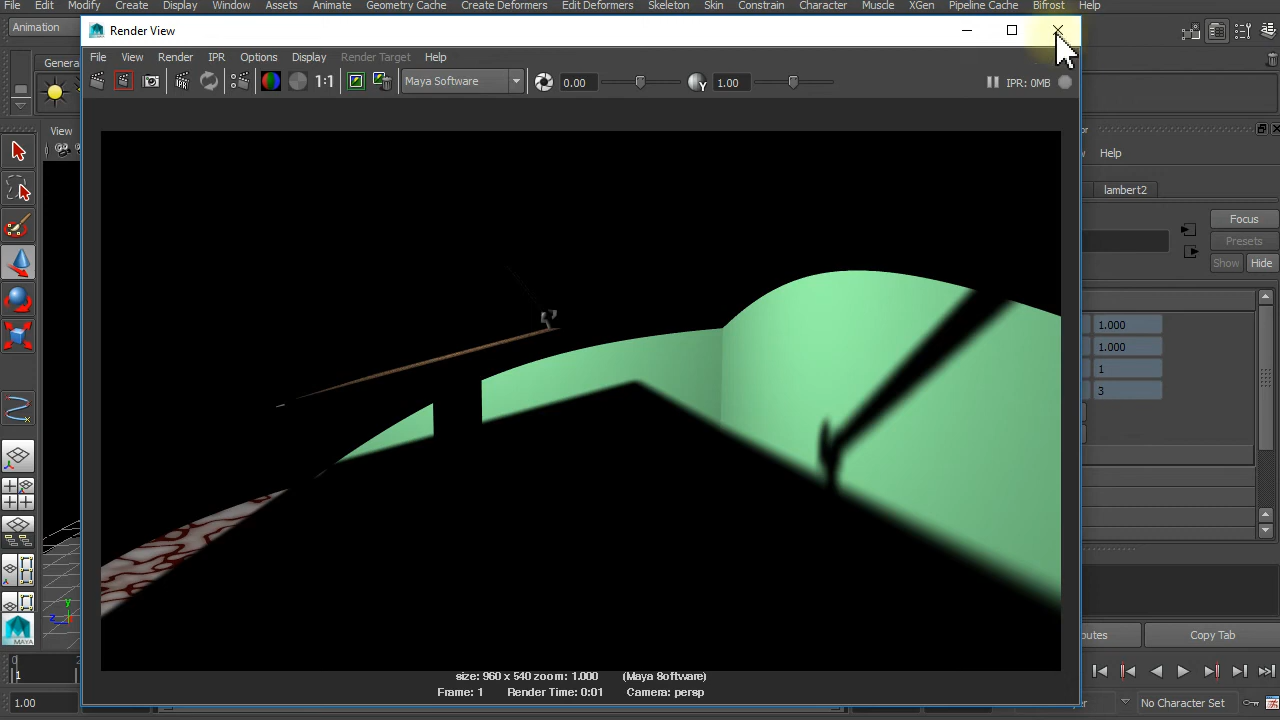 File Edit Modify Create Display Window Assets Animate Geometry Cache Create Deformers Edit Deformers Skeleton Skin Constrain Character Muscle XGen Pipeline Cache Bifrost Help
Animation
Render View
File View Render IPR Options Display Render Target Help
Genera
1:1 Maya Software 0.00 1.00 IPR: 0MB
View
Help
lambert2
Focus
Presets
Show Hide
1.000
1.000
1
3
y
z
MAYA
size: 960 x 540 zoom: 1.000 (Maya Software)
Frame: 1 Render Time: 0:01 Camera: persp
Copy Tab
0
1
1.00
No Character Set